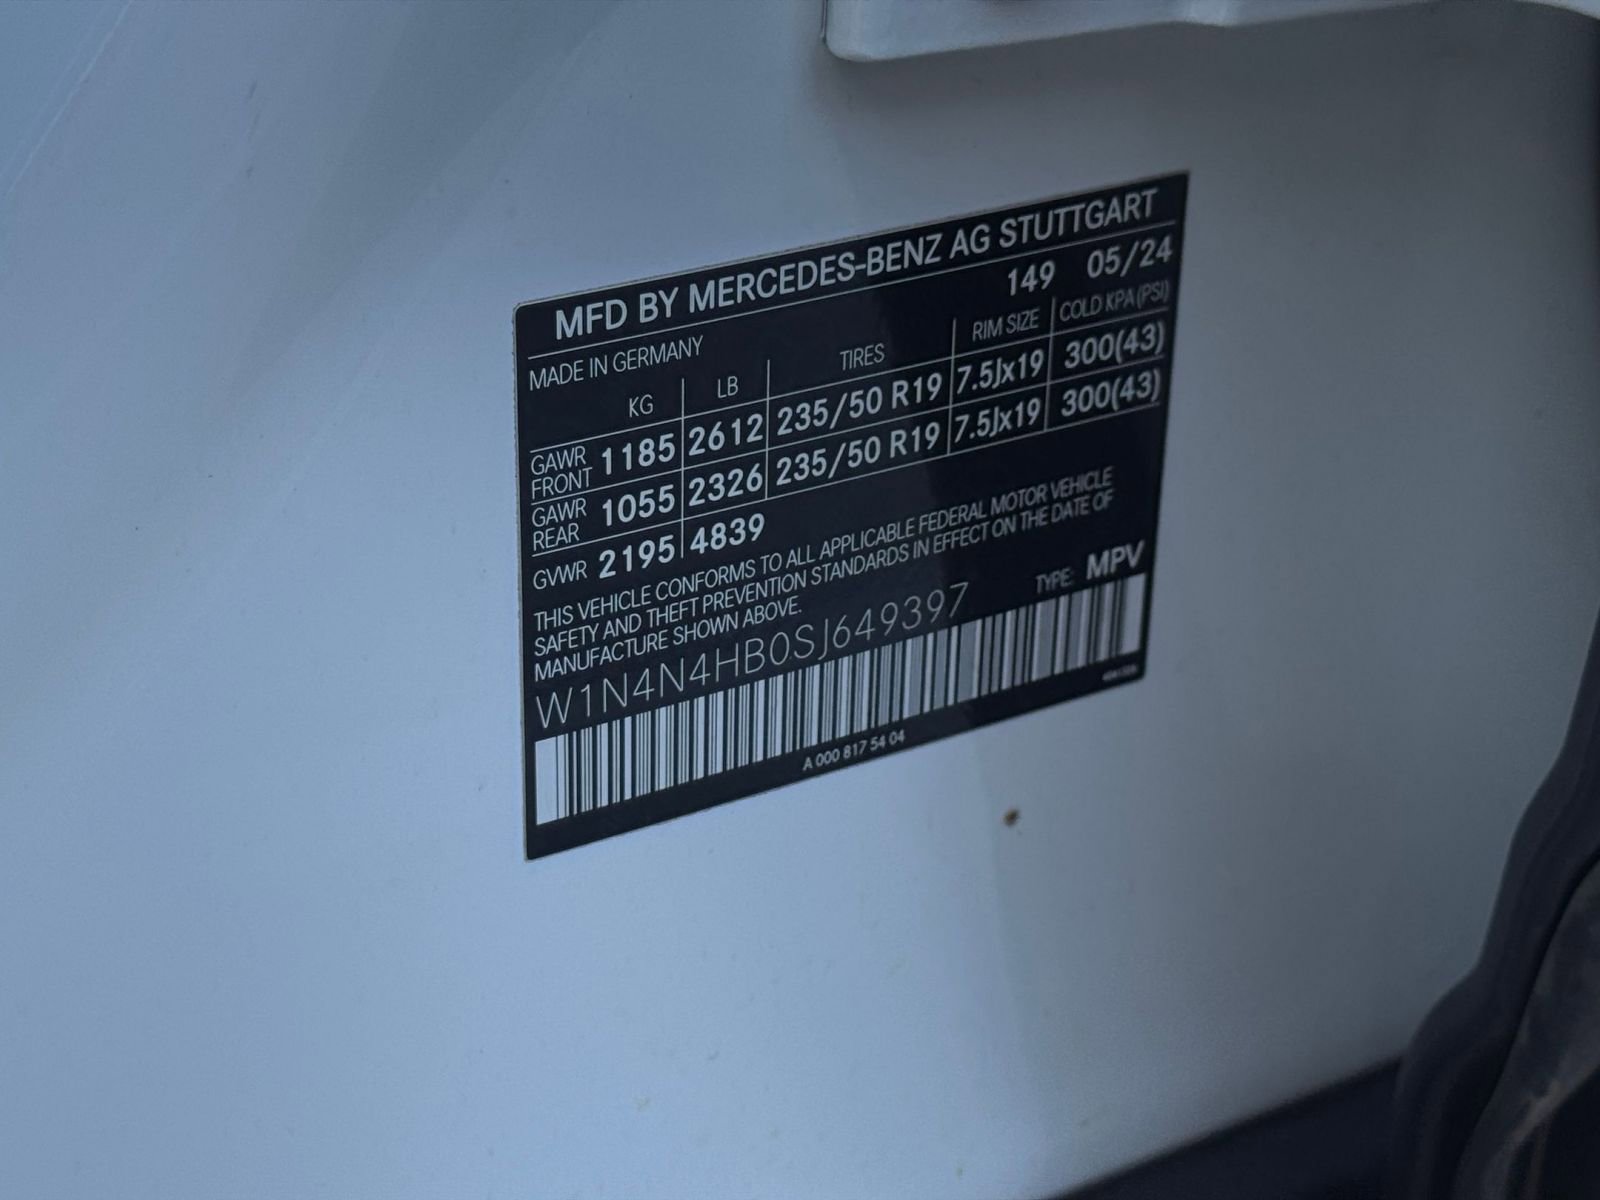 MFD BY MERCEDES-BENZ AG STUTTGART
MADE IN GERMANY 149 05/24
KG LB TIRES RIM SIZE COLD KPA (PSI)
GAWR FRONT 1185 2612 235/50 R19 7.5Jx19 300(43)
GAWR REAR 1055 2326 235/50 R19 7.5Jx19 300(43)
GVWR 2195 4839
THIS VEHICLE CONFORMS TO ALL APPLICABLE FEDERAL MOTOR VEHICLE
SAFETY AND THEFT PREVENTION STANDARDS IN EFFECT ON THE DATE OF
MANUFACTURE SHOWN ABOVE.
TYPE: MPV
W1N4N4HB0SJ649397
A 000 817 54 04